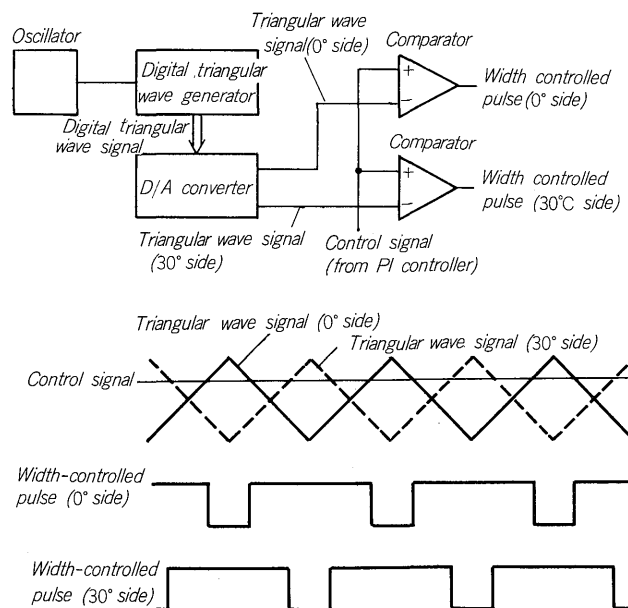 Oscillator
Digital triangular
wave generator
Digital triangular
wave signal
D/A converter
Triangular wave
signal(0° side)
Comparator
+
−
Width controlled
pulse(0° side)
Comparator
+
−
Width controlled
pulse (30°C side)
Triangular wave signal
(30° side)
Control signal
(from PI controller)
Triangular wave signal (0° side)
Triangular wave signal (30° side)
Control signal
Width-controlled
pulse (0° side)
Width-controlled
pulse (30° side)